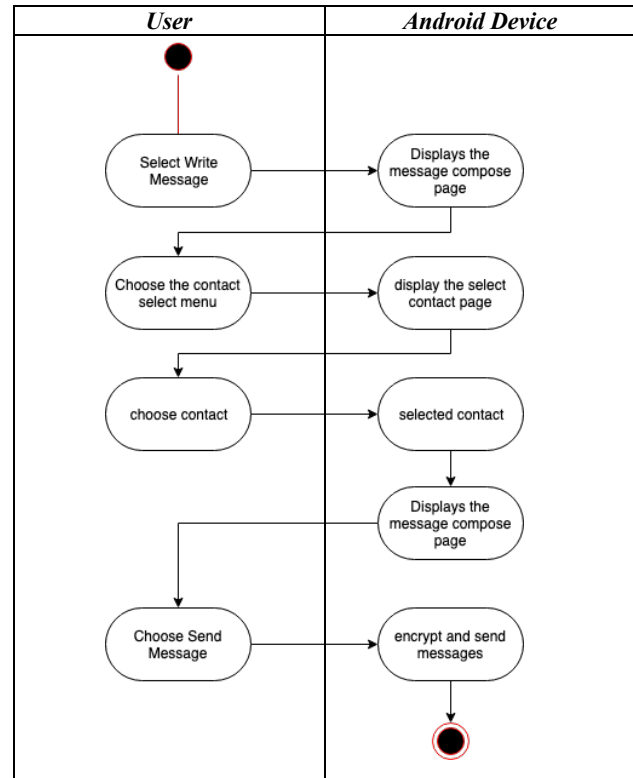 User
Android Device
Select Write
Message
Displays the
message compose
page
Choose the contact
select menu
display the select
contact page
choose contact
selected contact
Displays the
message compose
page
Choose Send
Message
encrypt and send
messages